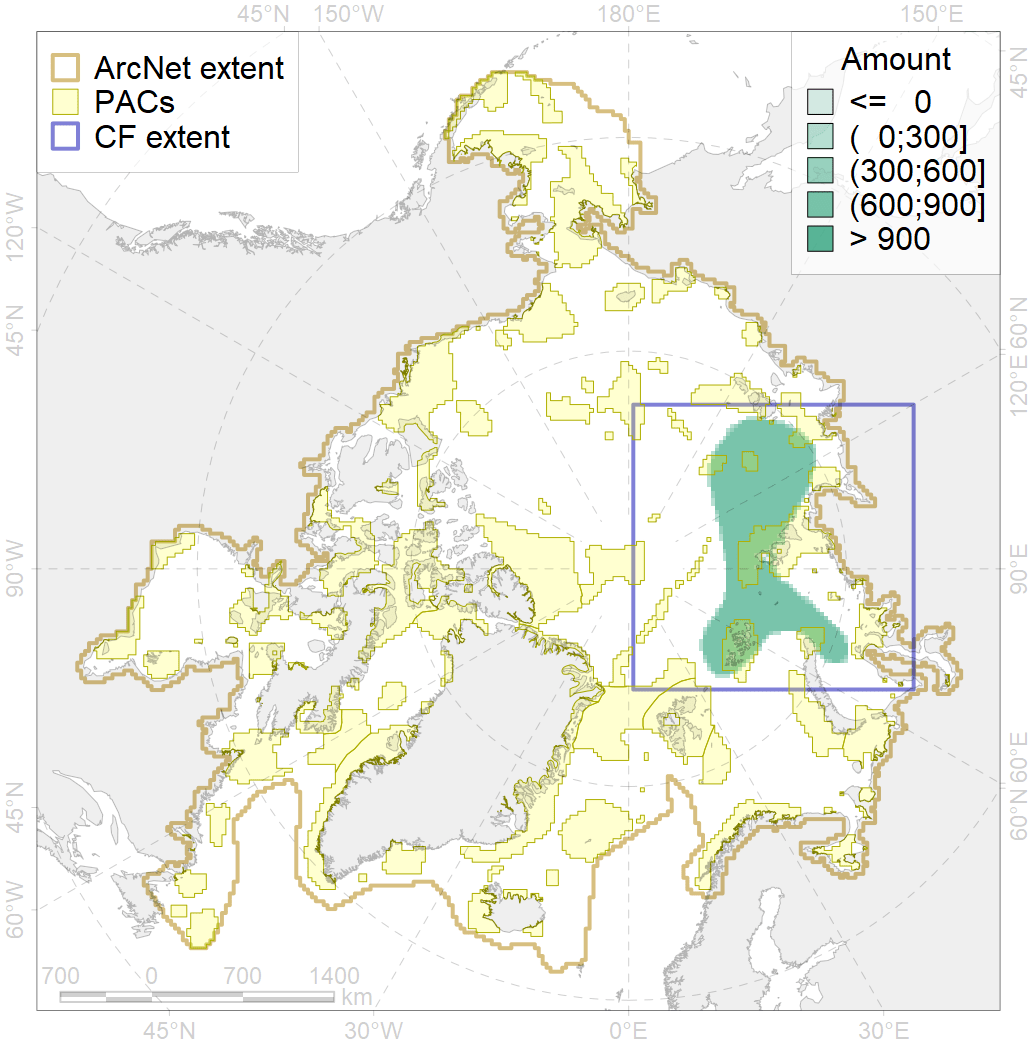 45°N 150°W 180°E 150°E
ArcNet extent
PACs
CF extent
Amount
<= 0
( 0;300]
(300;600]
(600;900]
> 900
45°N
120°W
45°N
90°W
45°N
60°W
60°N
120°E
90°E
60°E
60°N
700 0 700 1400
km
45°N 30°W 0°E 30°E